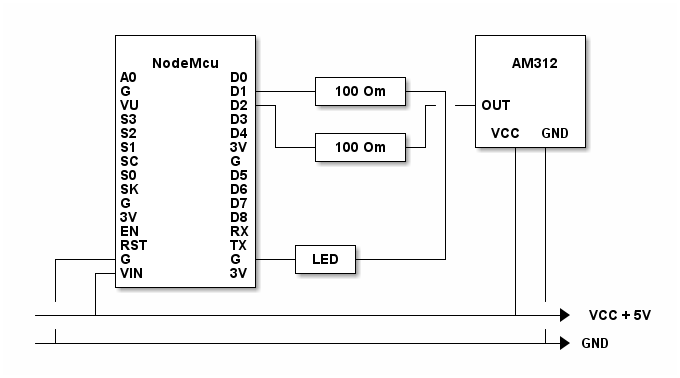 NodeMcu
A0 D0
G D1
VU D2
S3 D3
S2 D4
S1 3V
SC G
S0 D5
SK D6
G D7
3V D8
EN RX
RST TX
G G
VIN 3V
100 Om
100 Om
LED
AM312
OUT
VCC GND
VCC + 5V
GND